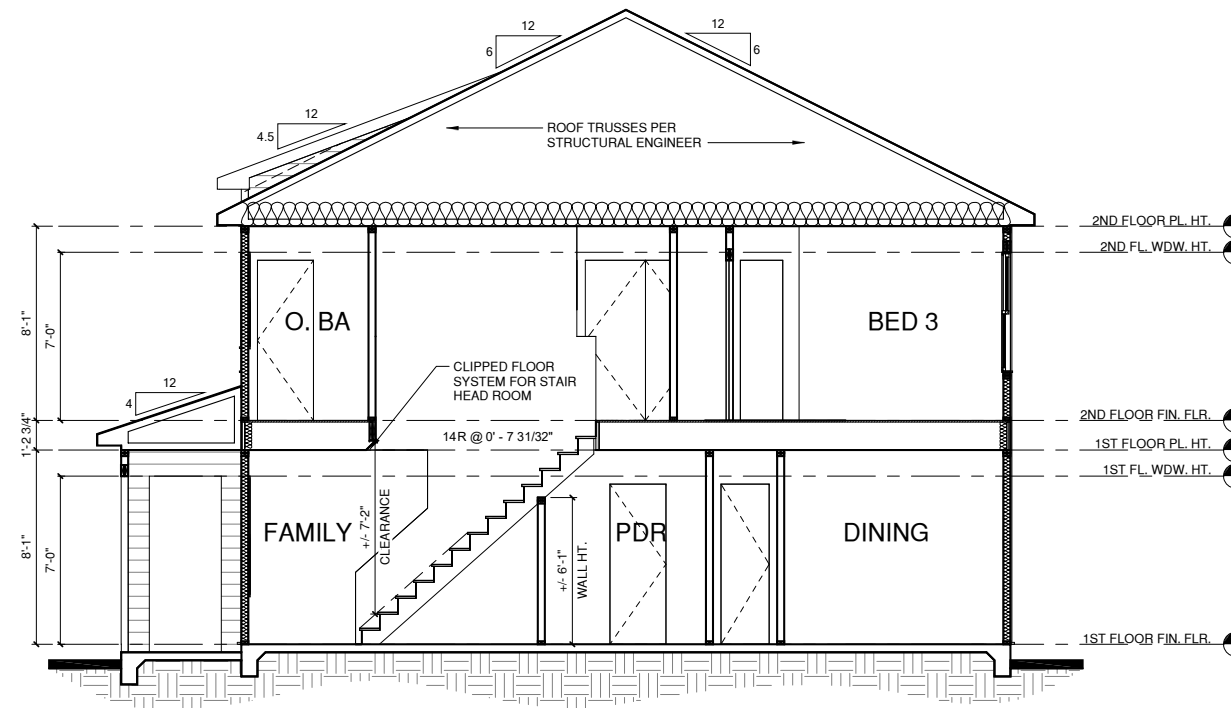 12
6
12
6
12
4.5
ROOF TRUSSES PER
STRUCTURAL ENGINEER
2ND FLOOR PL. HT.
2ND FL. WDW. HT.
8'-1"
7'-0"
O. BA
BED 3
CLIPPED FLOOR
SYSTEM FOR STAIR
HEAD ROOM
12
4
2ND FLOOR FIN. FLR.
1'-2 3/4"
14R @ 0' - 7 31/32"
1ST FLOOR PL. HT.
1ST FL. WDW. HT.
8'-1"
7'-0"
FAMILY
+/- 7'-2"
CLEARANCE
+/- 6'-1"
WALL HT.
PDR
DINING
1ST FLOOR FIN. FLR.